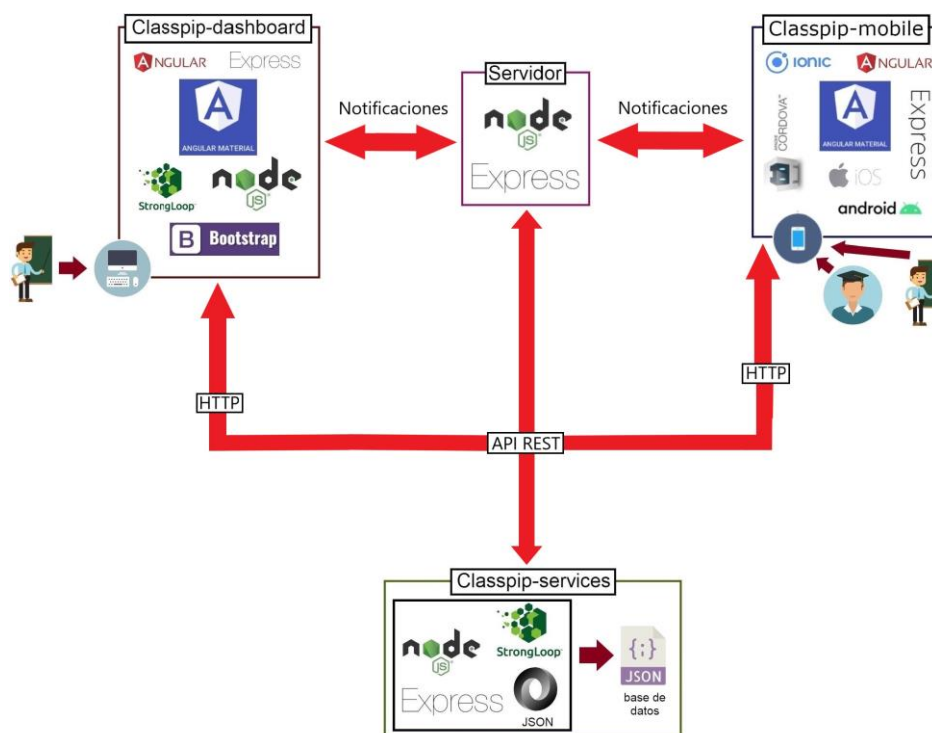 Classpip-dashboard
ANGULAR
Express
ANGULAR MATERIAL
StrongLoop
node
JS
B Bootstrap
Notificaciones
Servidor
node
JS
Express
Notificaciones
Classpip-mobile
IONIC
ANGULAR
APACHE CORDOVA™
ANGULAR MATERIAL
Express
iOS
android
HTTP
API REST
HTTP
Classpip-services
node
JS
StrongLoop
Express
JSON
{;}
JSON
base de
datos